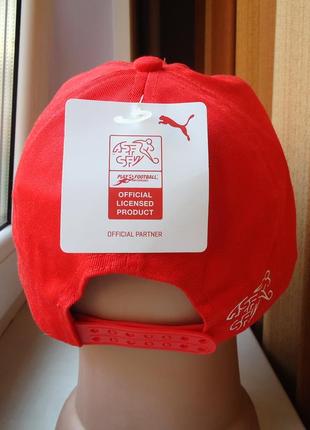 ASF
SFV
PLAY FOOTBALL
OFFICIAL
LICENSED
PRODUCT
OFFICIAL PARTNER